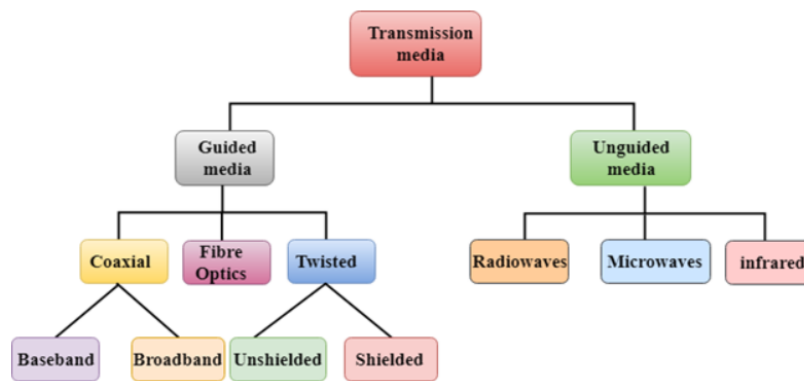 Transmission
media
Guided
media
Unguided
media
Coaxial
Fibre
Optics
Twisted
Radiowaves
Microwaves
infrared
Baseband
Broadband
Unshielded
Shielded